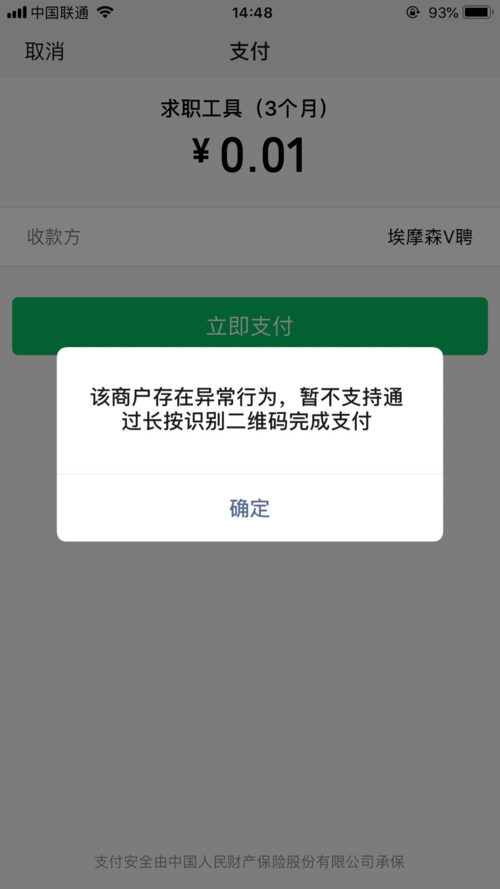 中国联通 14:48 93%
取消 支付
求职工具（3个月）
¥0.01
收款方 埃摩森V聘
立即支付
该商户存在异常行为，暂不支持通
过长按识别二维码完成支付
确定
支付安全由中国人民财产保险股份有限公司承保